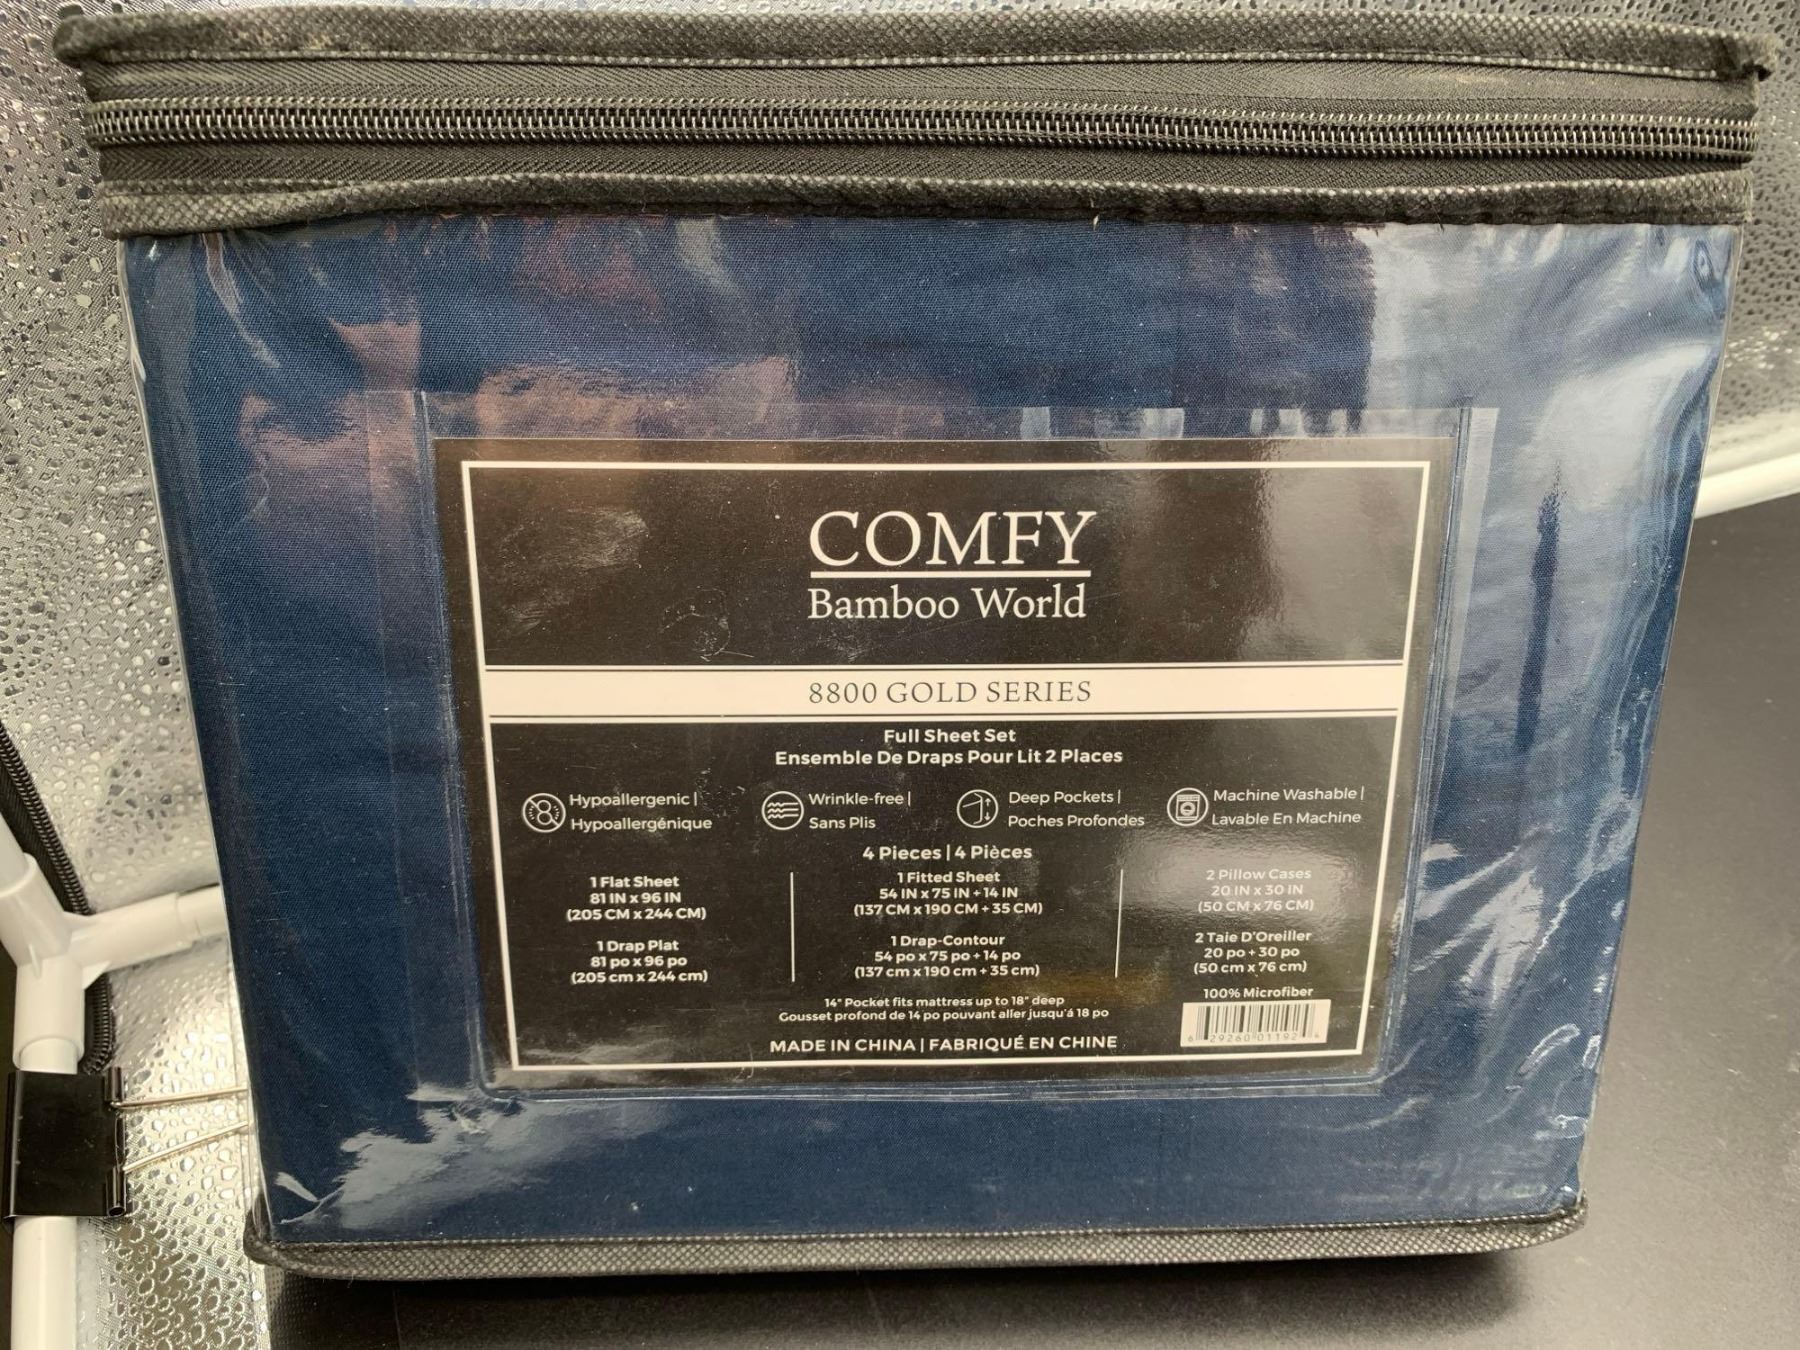 COMFY
Bamboo World
8800 GOLD SERIES
Full Sheet Set
Ensemble De Draps Pour Lit 2 Places
Hypoallergenic |
Hypoallergénique
Wrinkle-free |
Sans Plis
Deep Pockets |
Poches Profondes
Machine Washable |
Lavable En Machine
4 Pieces | 4 Pièces
1 Flat Sheet
81 IN x 96 IN
(205 CM x 244 CM)
1 Drap Plat
81 po x 96 po
(205 cm x 244 cm)
1 Fitted Sheet
54 IN x 75 IN + 14 IN
(137 CM x 190 CM + 35 CM)
1 Drap-Contour
54 po x 75 po + 14 po
(137 cm x 190 cm + 35 cm)
2 Pillow Cases
20 IN x 30 IN
(50 CM x 76 CM)
2 Taie D'Oreiller
20 po + 30 po
(50 cm x 76 cm)
14" Pocket fits mattress up to 18" deep
Gousset profond de 14 po pouvant aller jusqu'á 18 po
MADE IN CHINA | FABRIQUÉ EN CHINE
100% Microfiber
6 29260 01192 4